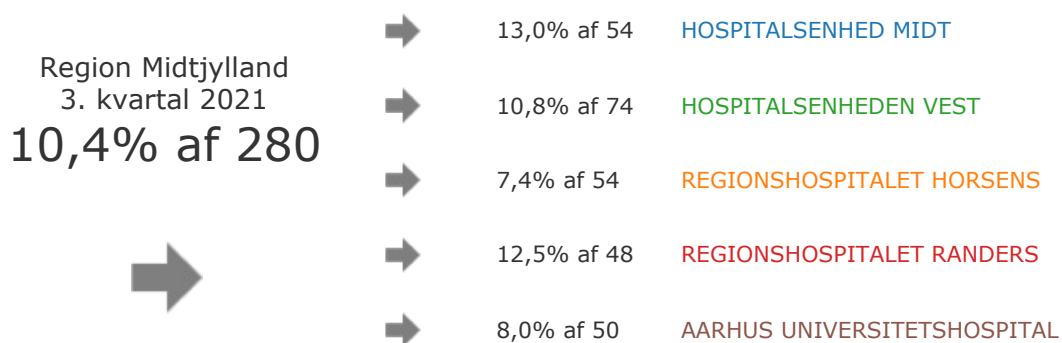 Region Midtjylland
3. kvartal 2021
10,4% af 280
13,0% af 54 HOSPITALSENHED MIDT
10,8% af 74 HOSPITALSENHEDEN VEST
7,4% af 54 REGIONSHOSPITALET HORSENS
12,5% af 48 REGIONSHOSPITALET RANDERS
8,0% af 50 AARHUS UNIVERSITETSHOSPITAL